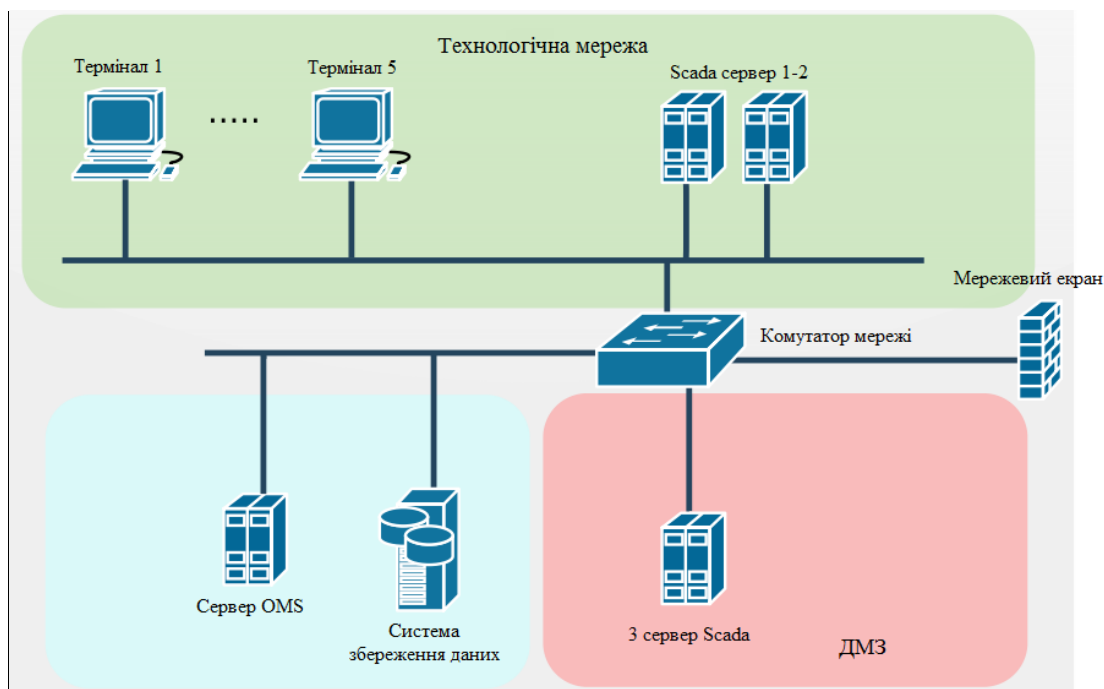 Технологічна мережа
Термінал 1
Термінал 5
Scada сервер 1-2
.....
Мережевий екран
Комутатор мережі
Сервер OMS
Система
збереження даних
3 сервер Scada
ДМЗ